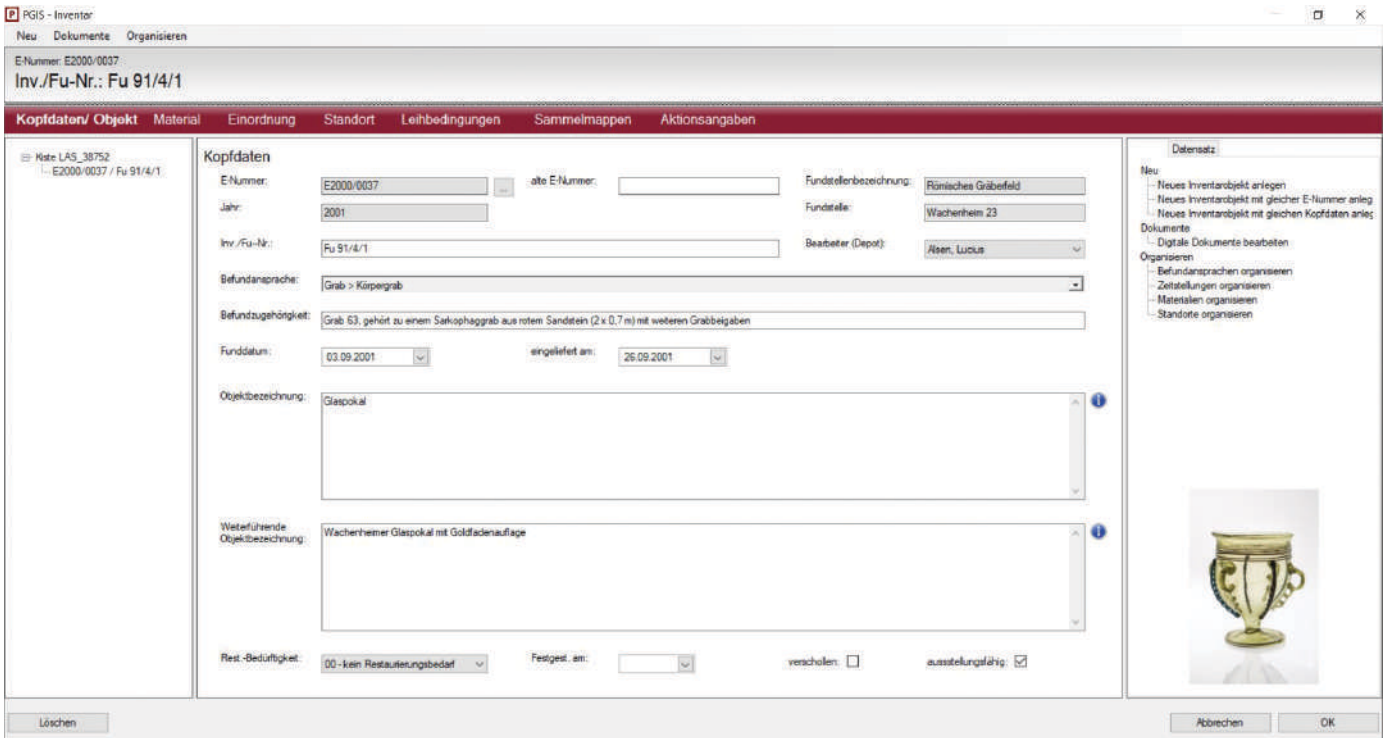 PGIS - Inventar
Neu Dokumente Organisieren
E-Nummer: E2000/0037
Inv./Fu-Nr.: Fu 91/4/1
Kopfdaten/ Objekt Material Einordnung Standort Leihbedingungen Sammelmappen Aktionsangaben
Kiste LAS_38752
E2000/0037 / Fu 91/4/1
Kopfdaten
E-Nummer: E2000/0037 ... alte E-Nummer: Fundstellenbezeichnung: Römisches Gräberfeld
Jahr: 2001 Fundstelle: Wachenheim 23
Inv./Fu-Nr.: Fu 91/4/1 Bearbeiter (Depot): Alsen, Lucius
Befundansprache: Grab > Körpergrab
Befundzugehörigkeit: Grab 63, gehört zu einem Sarkophaggrab aus rotem Sandstein (2 x 0,7 m) mit weiteren Grabbeigaben
Funddatum: 03.09.2001 eingeliefert am: 26.09.2001
Objektbezeichnung: Glaspokal
Weiterführende
Objektbezeichnung: Wachenheimer Glaspokal mit Goldfadenauflage
Rest.-Bedürftigkeit: 00 - kein Restaurierungsbedarf Festgest. am: verschollen: ausstellungsfähig:
Datensatz
Neu
Neues Inventarobjekt anlegen
Neues Inventarobjekt mit gleicher E-Nummer anleg
Neues Inventarobjekt mit gleichen Kopfdaten anleg
Dokumente
Digitale Dokumente bearbeiten
Organisieren
Befundansprachen organisieren
Zeitstellungen organisieren
Materialien organisieren
Standorte organisieren
Löschen Abbrechen OK